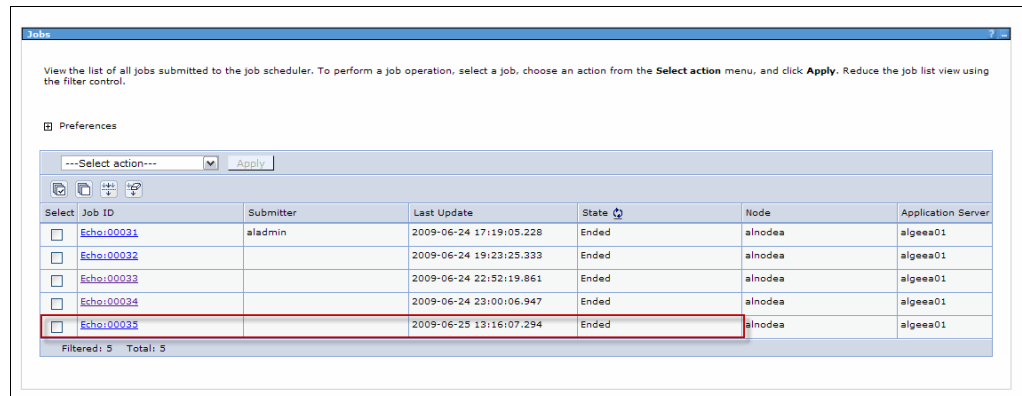 Jobs ? _
View the list of all jobs submitted to the job scheduler. To perform a job operation, select a job, choose an action from the Select action menu, and click Apply. Reduce the job list view using
the filter control.
Preferences
---Select action--- Apply
Select Job ID Submitter Last Update State Node Application Server
Echo:00031 aladmin 2009-06-24 17:19:05.228 Ended alnodea algeea01
Echo:00032 2009-06-24 19:23:25.333 Ended alnodea algeea01
Echo:00033 2009-06-24 22:52:19.861 Ended alnodea algeea01
Echo:00034 2009-06-24 23:00:06.947 Ended alnodea algeea01
Echo:00035 2009-06-25 13:16:07.294 Ended alnodea algeea01
Filtered: 5 Total: 5